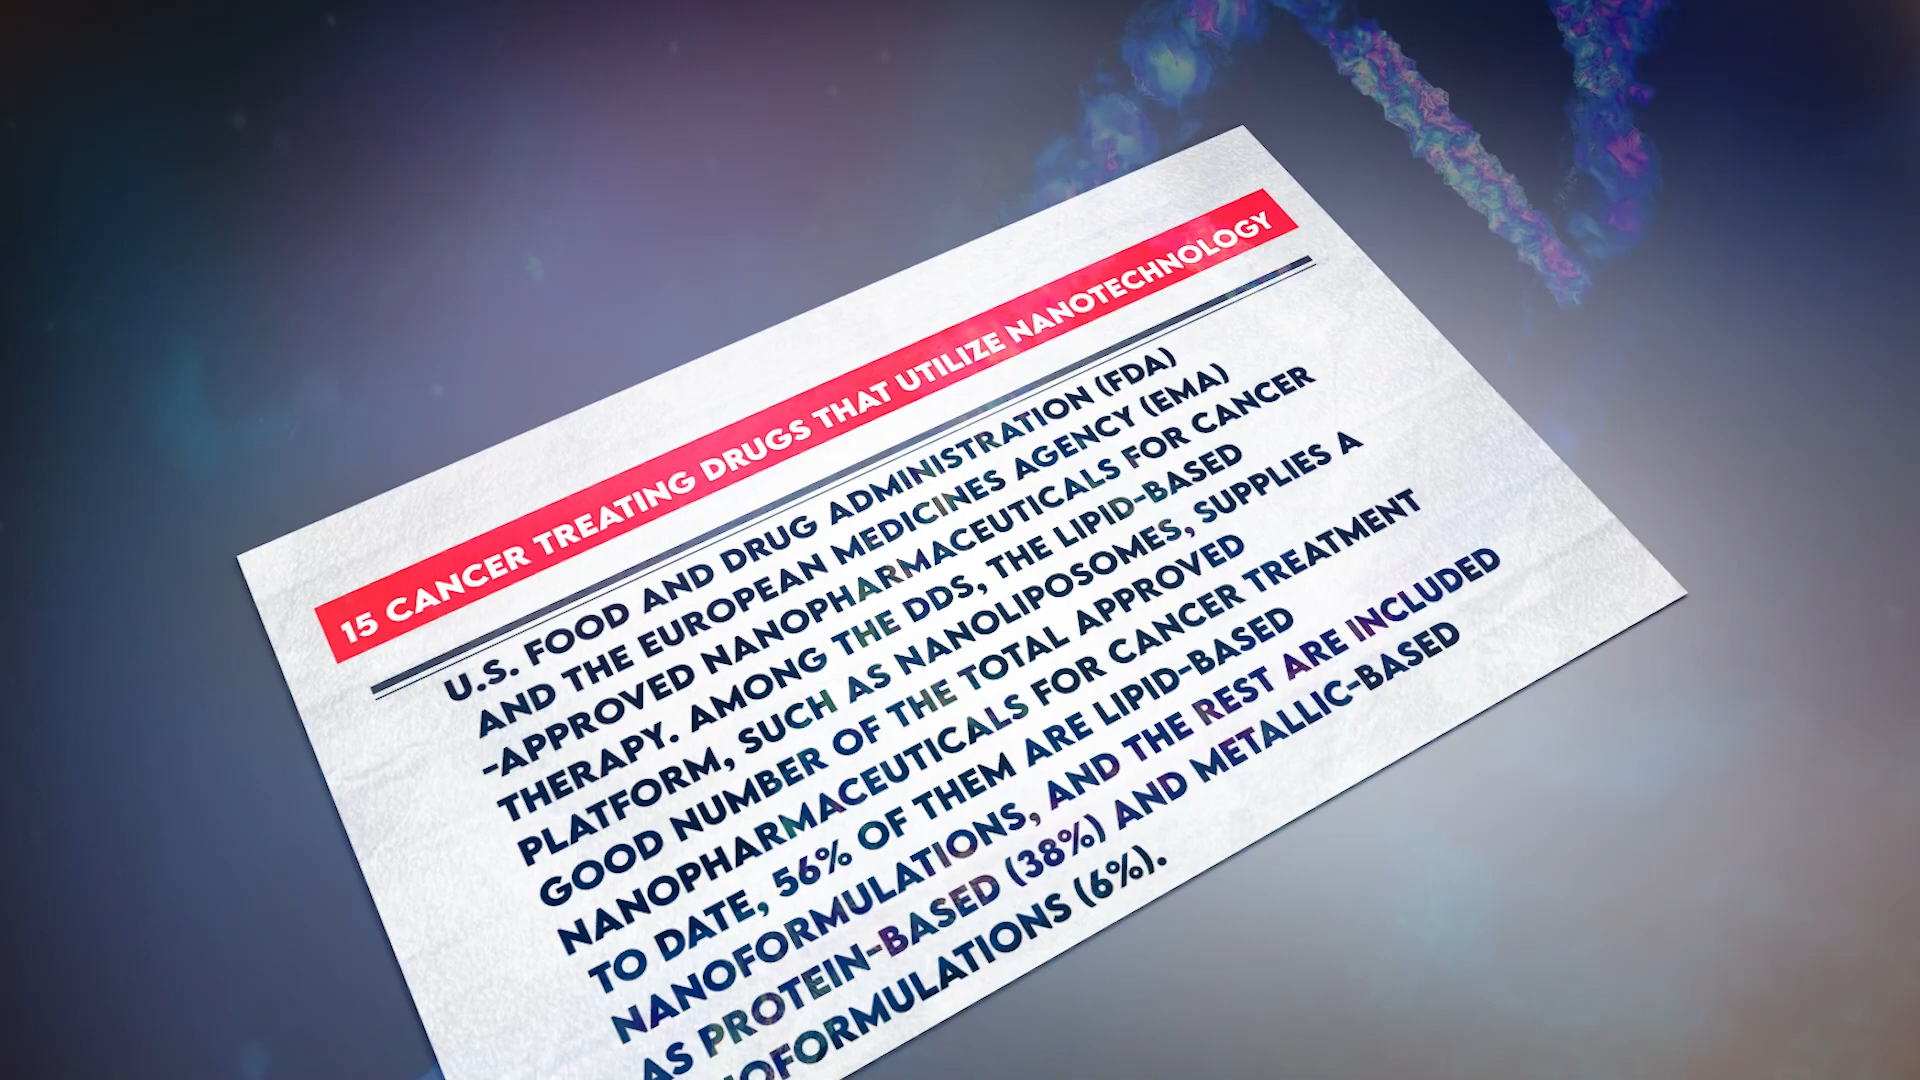 15 CANCER TREATING DRUGS THAT UTILIZE NANOTECHNOLOGY
U.S. FOOD AND DRUG ADMINISTRATION (FDA)
AND THE EUROPEAN MEDICINES AGENCY (EMA)
-APPROVED NANOPHARMACEUTICALS FOR CANCER
THERAPY. AMONG THE DDS, THE LIPID-BASED
PLATFORM, SUCH AS NANOLIPOSOMES, SUPPLIES A
GOOD NUMBER OF THE TOTAL APPROVED
NANOPHARMACEUTICALS FOR CANCER TREATMENT
TO DATE, 56% OF THEM ARE LIPID-BASED
NANOFORMULATIONS, AND THE REST ARE INCLUDED
AS PROTEIN-BASED (38%) AND METALLIC-BASED
OFORMULATIONS (6%).